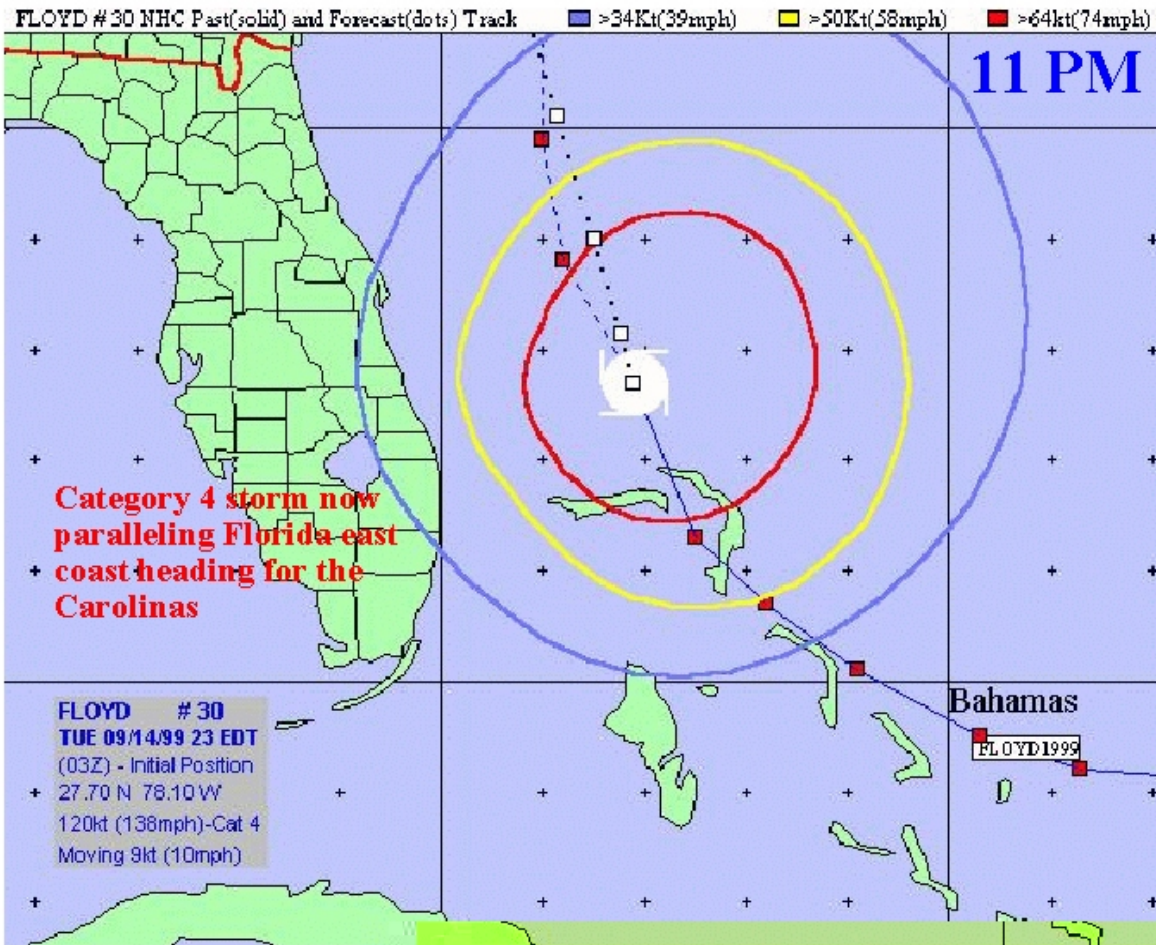 FLOYD #30 NHC Past(solid) and Forecast(dots) Track >34Kt(39mph) >50Kt(58mph) >64kt(74mph)
11 PM
Category 4 storm now
paralleling Florida east
coast heading for the
Carolinas
Bahamas
FLOYD1999
FLOYD # 30
TUE 09/14/99 23 EDT
(03Z) - Initial Position
27.70 N 78.10 W
120kt (138mph)-Cat 4
Moving 9kt (10mph)